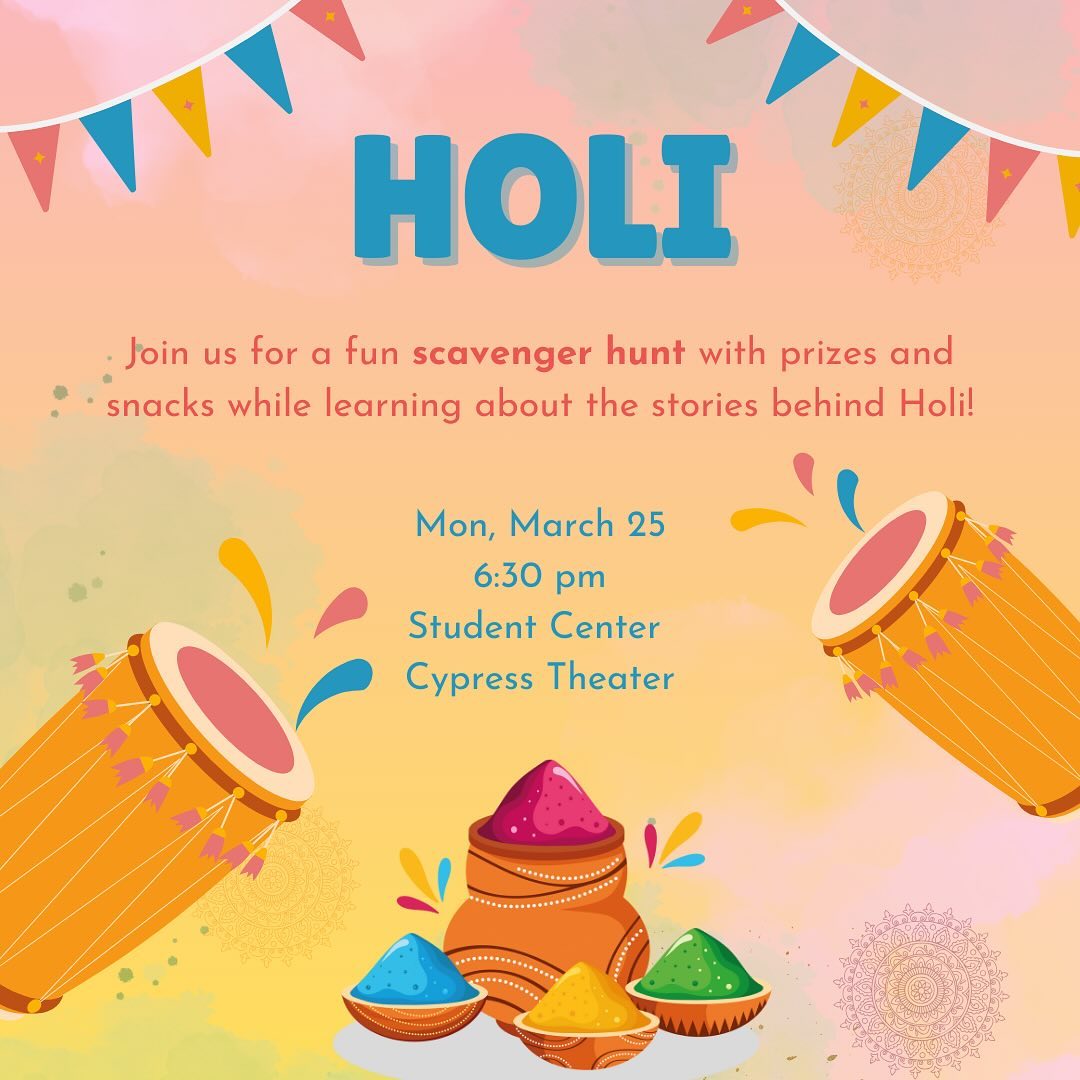 HOLI
Join us for a fun scavenger hunt with prizes and
snacks while learning about the stories behind Holi!
Mon, March 25
6:30 pm
Student Center
Cypress Theater